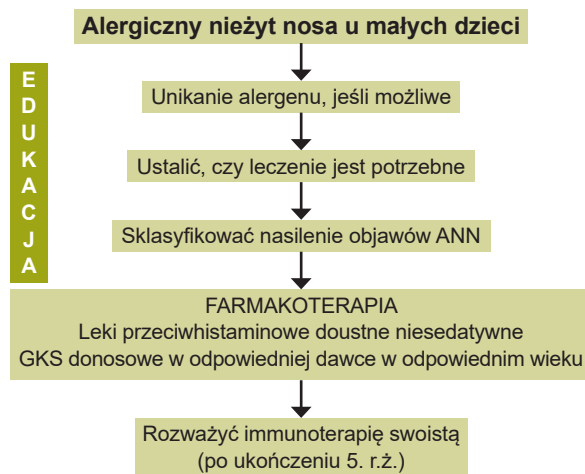 Alergiczny nieżyt nosa u małych dzieci
EDUKACJA
Unikanie alergenu, jeśli możliwe
Ustalić, czy leczenie jest potrzebne
Sklasyfikować nasilenie objawów ANN
FARMAKOTERAPIA
Leki przeciwhistaminowe doustne niesedatywne
GKS donosowe w odpowiedniej dawce w odpowiednim wieku
Rozważyć immunoterapię swoistą
(po ukończeniu 5. r.ż.)